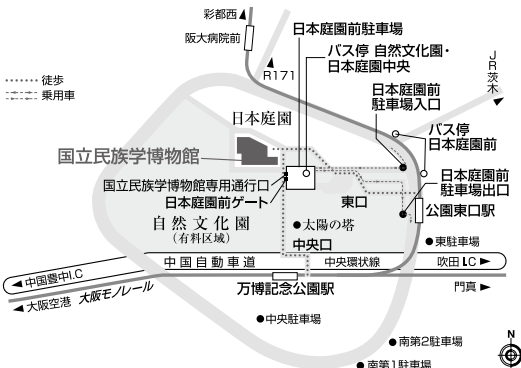 彩都西
阪大病院前
日本庭園前駐車場
バス停 自然文化園・
日本庭園中央
R171
JR茨木
徒歩
乗用車
日本庭園前
駐車場入口
日本庭園
バス停
日本庭園前
国立民族学博物館
国立民族学博物館専用通行口
日本庭園前ゲート
日本庭園前
駐車場出口
東口
公園東口駅
自然文化園
(有料区域)
太陽の塔
中央口
東駐車場
中国自動車道
中央環状線
吹田I.C
中国豊中I.C
大阪空港
大阪モノレール
万博記念公園駅
門真
中央駐車場
南第2駐車場
南第1駐車場
N